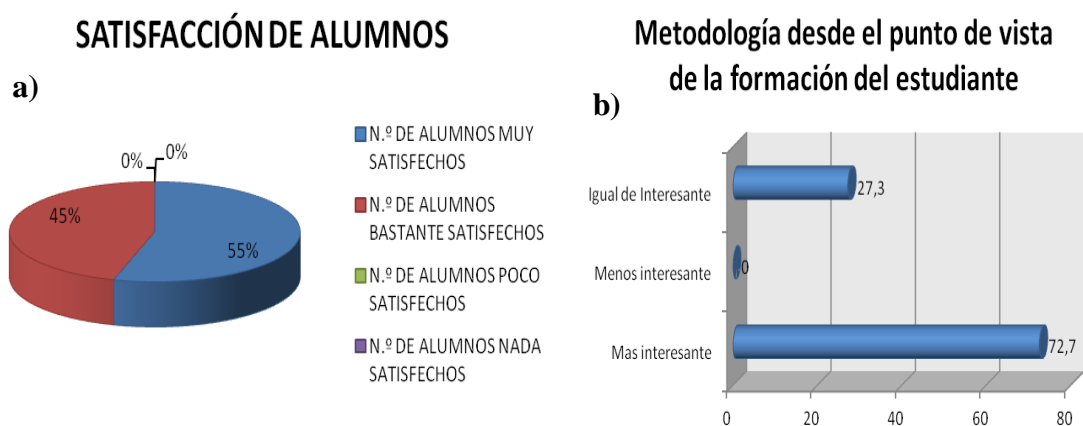 SATISFACCIÓN DE ALUMNOS
a)
0%
0%
45%
55%
N.º DE ALUMNOS MUY
SATISFECHOS
N.º DE ALUMNOS
BASTANTE SATISFECHOS
N.º DE ALUMNOS POCO
SATISFECHOS
N.º DE ALUMNOS NADA
SATISFECHOS
Metodología desde el punto de vista
de la formación del estudiante
b)
Igual de Interesante
27,3
Menos interesante
0
Mas interesante
72,7
0 20 40 60 80